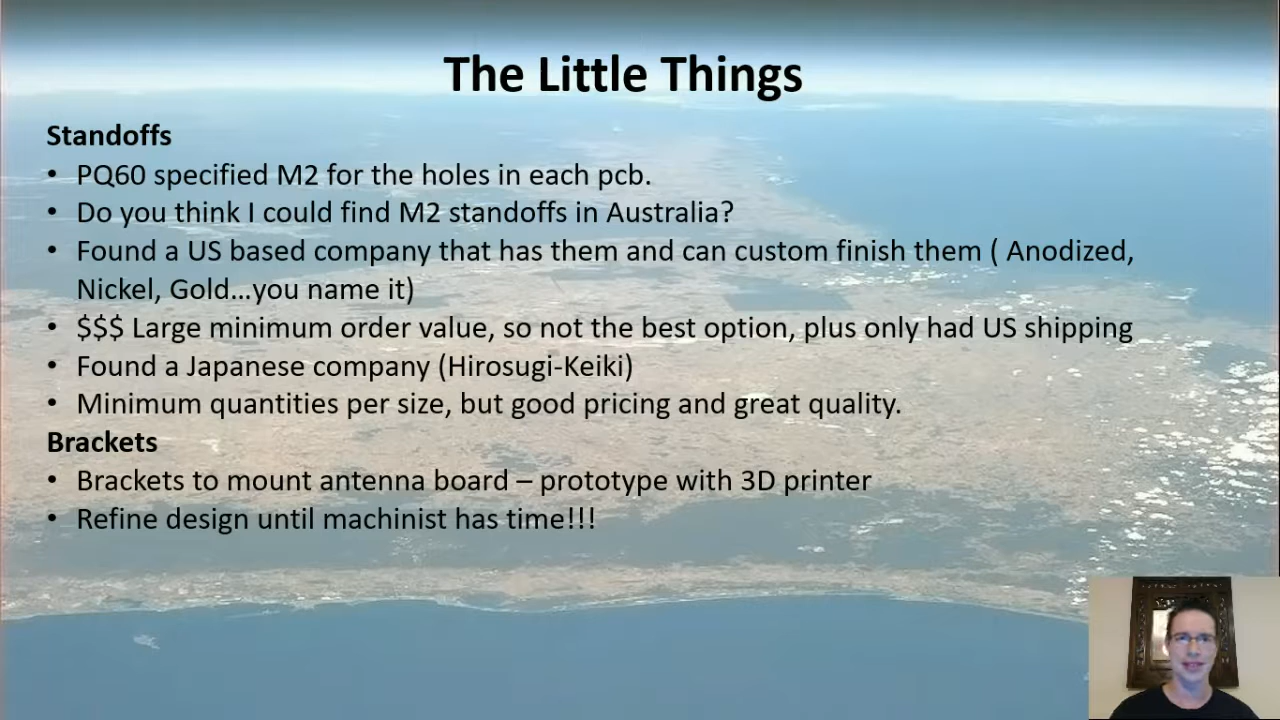 The Little Things
Standoffs
• PQ60 specified M2 for the holes in each pcb.
• Do you think I could find M2 standoffs in Australia?
• Found a US based company that has them and can custom finish them ( Anodized,
Nickel, Gold…you name it)
• $$$ Large minimum order value, so not the best option, plus only had US shipping
• Found a Japanese company (Hirosugi-Keiki)
• Minimum quantities per size, but good pricing and great quality.
Brackets
• Brackets to mount antenna board – prototype with 3D printer
• Refine design until machinist has time!!!